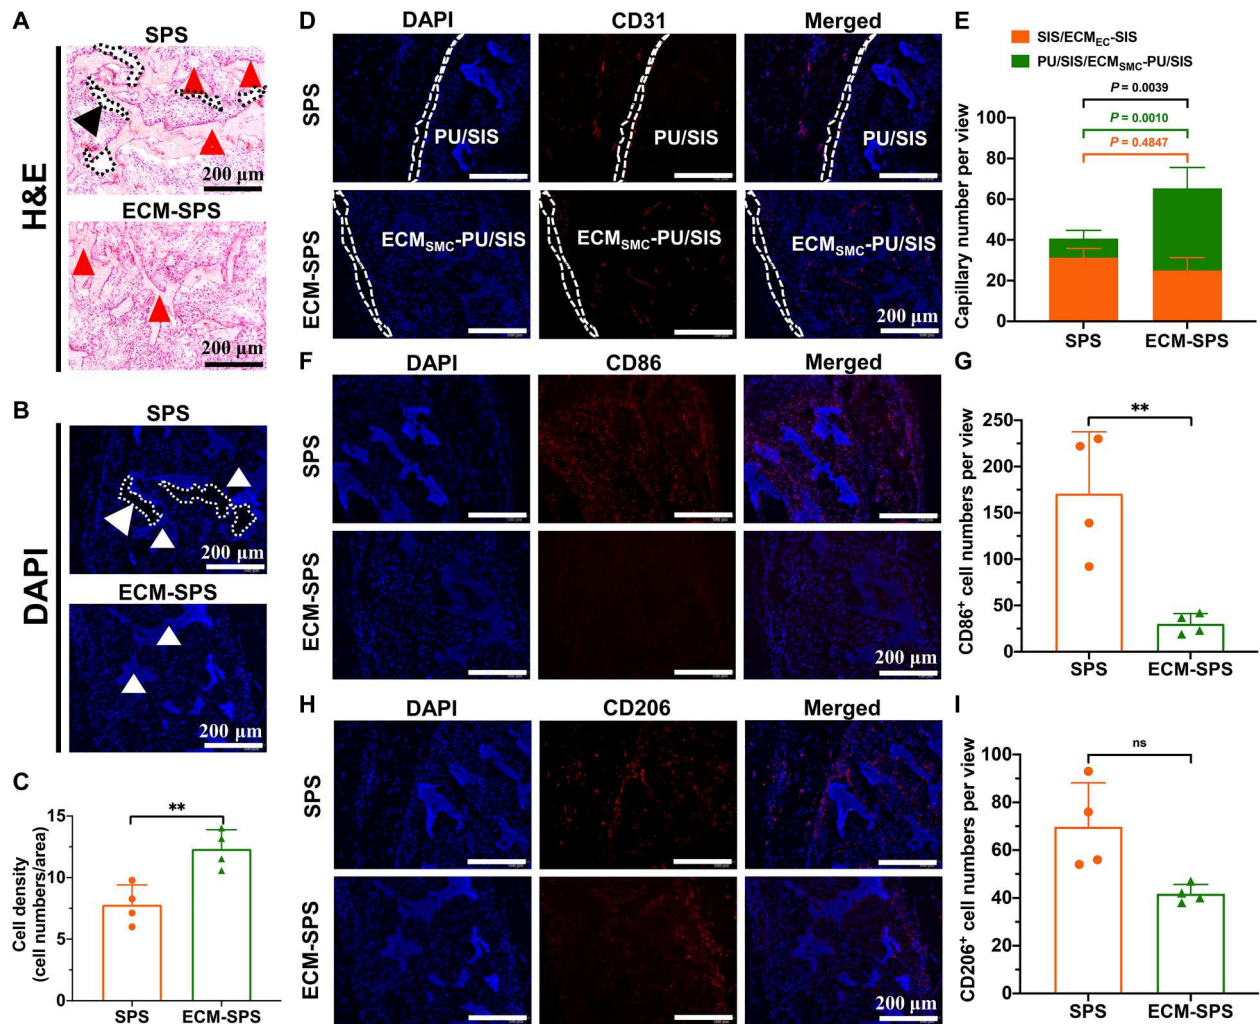 A
SPS
H&E
200 μm
ECM-SPS
200 μm
B
SPS
DAPI
200 μm
ECM-SPS
200 μm
C
**
15
10
5
0
Cell density
(cell numbers/area)
SPS
ECM-SPS
D
DAPI
CD31
Merged
SPS
PU/SIS
PU/SIS
PU/SIS
ECM-SPS
ECMSMC-PU/SIS
ECMSMC-PU/SIS
ECMSMC-PU/SIS
200 μm
E
SIS/ECMEC-SIS
PU/SIS/ECMSMC-PU/SIS
P = 0.0039
P = 0.0010
P = 0.4847
100
80
60
40
20
0
Capillary number per view
SPS
ECM-SPS
F
DAPI
CD86
Merged
SPS
ECM-SPS
200 μm
G
**
250
200
150
100
50
0
CD86+ cell numbers per view
SPS
ECM-SPS
H
DAPI
CD206
Merged
SPS
ECM-SPS
200 μm
I
ns
100
80
60
40
20
0
CD206+ cell numbers per view
SPS
ECM-SPS